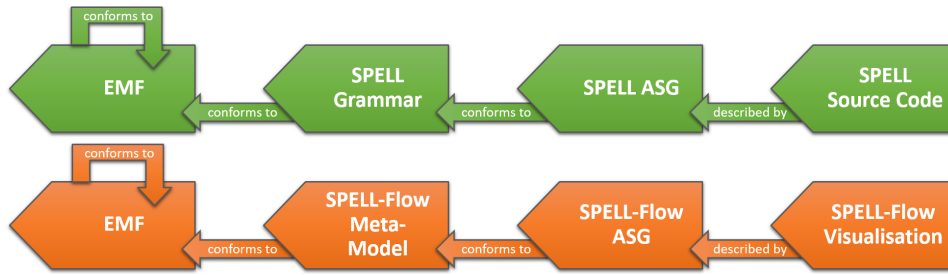 conforms to
EMF
SPELL
Grammar
SPELL ASG
SPELL
Source Code
conforms to
conforms to
described by
conforms to
EMF
SPELL-Flow
Meta-
Model
SPELL-Flow
ASG
SPELL-Flow
Visualisation
conforms to
conforms to
described by